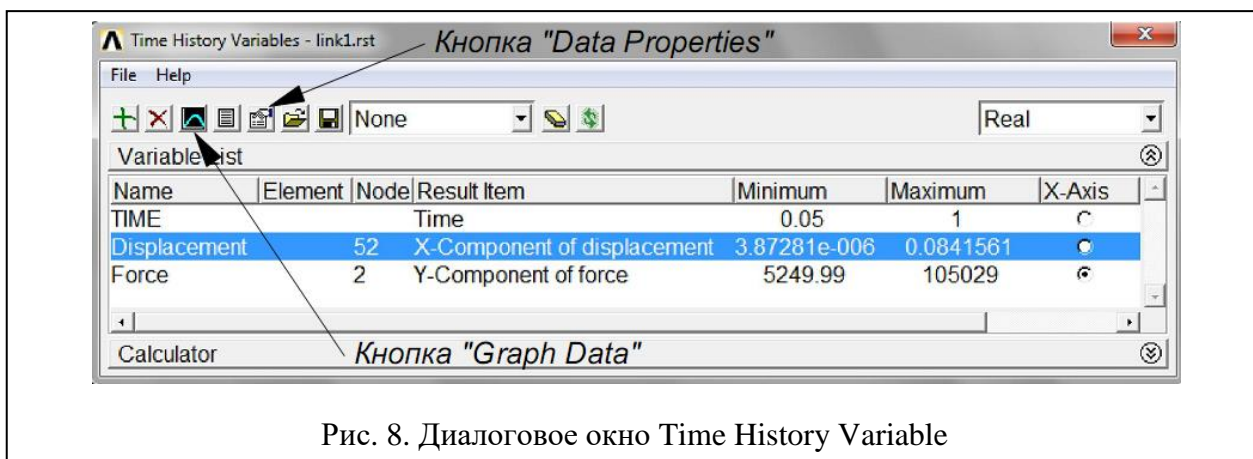 Time History Variables - link1.rst
Кнопка "Data Properties"
File Help
None Real
Variable List
Name Element Node Result Item Minimum Maximum X-Axis
TIME Time 0.05 1
Displacement 52 X-Component of displacement 3.87281e-006 0.0841561
Force 2 Y-Component of force 5249.99 105029
Calculator
Кнопка "Graph Data"
Рис. 8. Диалоговое окно Time History Variable